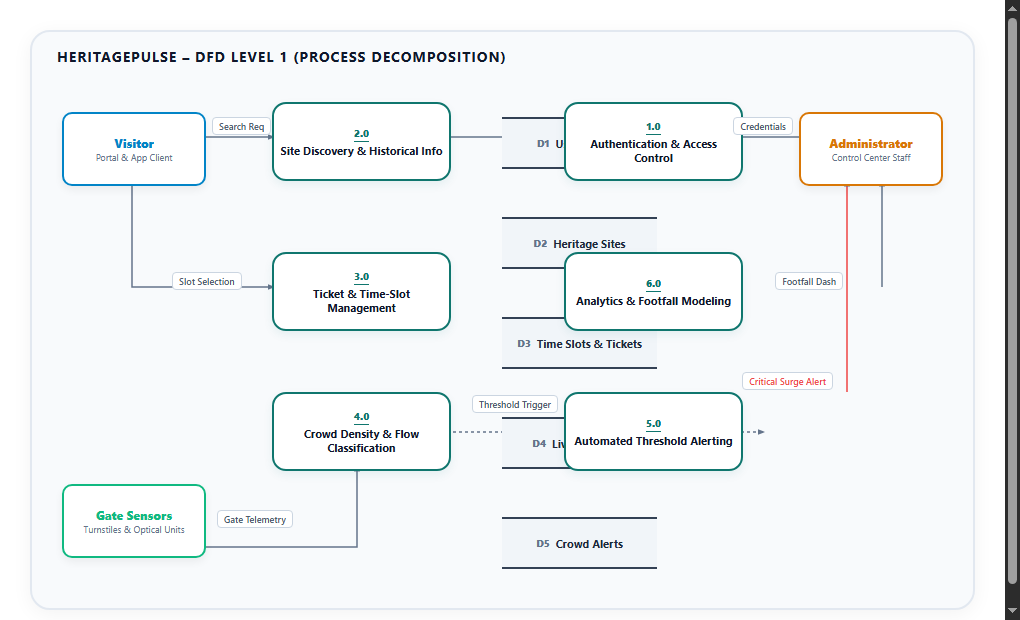 HERITAGEPULSE – DFD LEVEL 1 (PROCESS DECOMPOSITION)
Visitor
Portal & App Client
Search Req
2.0
Site Discovery & Historical Info
D1
1.0
Authentication & Access
Control
Credentials
Administrator
Control Center Staff
D2 Heritage Sites
Slot Selection
3.0
Ticket & Time-Slot
Management
6.0
Analytics & Footfall Modeling
Footfall Dash
D3 Time Slots & Tickets
Critical Surge Alert
4.0
Crowd Density & Flow
Classification
Threshold Trigger
D4
5.0
Automated Threshold Alerting
Gate Sensors
Turnstiles & Optical Units
Gate Telemetry
D5 Crowd Alerts